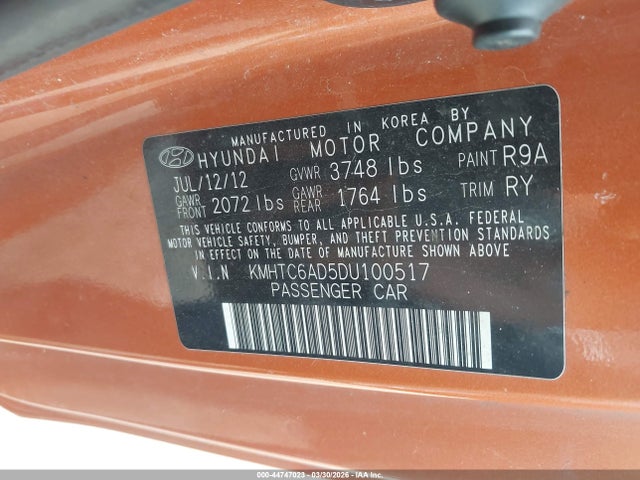 MANUFACTURED IN KOREA BY
HYUNDAI MOTOR COMPANY
JUL/12/12 GVWR 3748 lbs PAINT R9A
GAWR FRONT 2072 lbs GAWR REAR 1764 lbs TRIM RY
THIS VEHICLE CONFORMS TO ALL APPLICABLE U.S.A. FEDERAL
MOTOR VEHICLE SAFETY, BUMPER, AND THEFT PREVENTION STANDARDS
IN EFFECT ON THE DATE OF MANUFACTURE SHOWN ABOVE
V.I.N KMHTC6AD5DU100517
PASSENGER CAR
000-44747023 - 03/30/2026 - COPYRIGHT IAA, LLC.